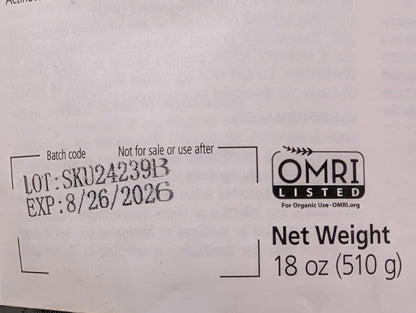 Batch code Not for sale or use after
LOT:SKU24239B
EXP:8/26/2026
OMRI
LISTED
For Organic Use-OMRI.org
Net Weight
18 oz (510 g)